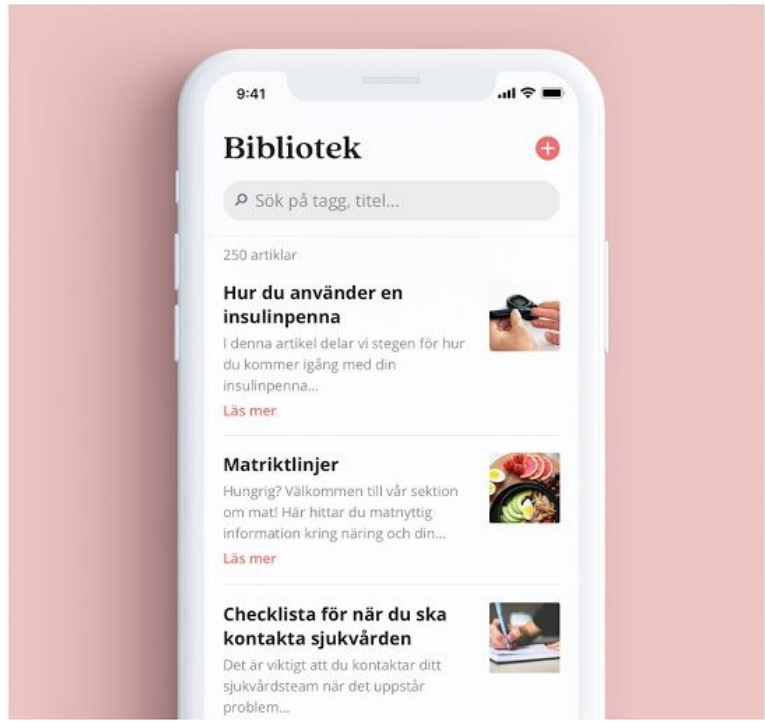 9:41
Bibliotek
Sök på tagg, titel...
250 artiklar
Hur du använder en
insulinpenna
I denna artikel delar vi stegen för hur
du kommer igång med din
insulinpenna...
Läs mer
Matriktlinjer
Hungrig? Välkommen till vår sektion
om mat! Här hittar du matnyttig
information kring näring och din...
Läs mer
Checklista för när du ska
kontakta sjukvården
Det är viktigt att du kontaktar ditt
sjukvårdsteam när det uppstår
problem...